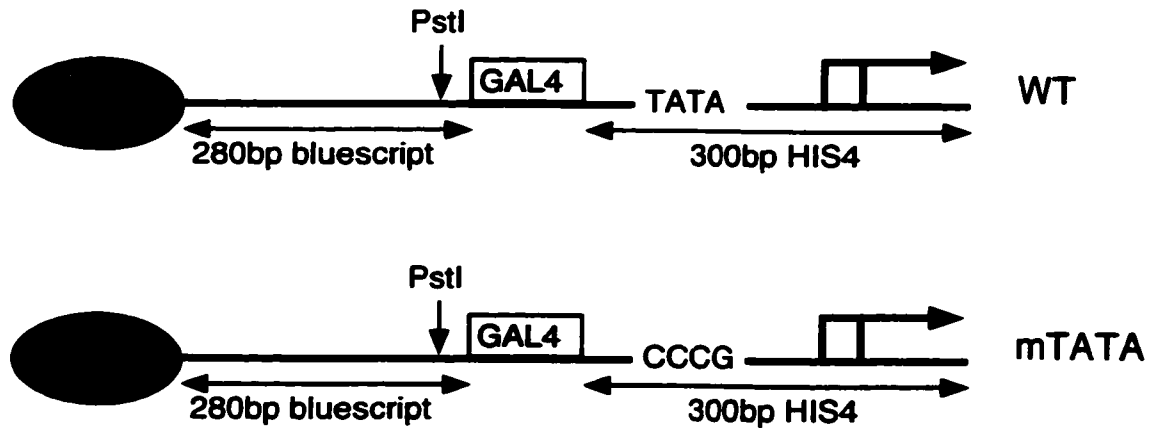 PstI
GAL4
TATA
WT
280bp bluescript
300bp HIS4
PstI
GAL4
CCCG
mTATA
280bp bluescript
300bp HIS4